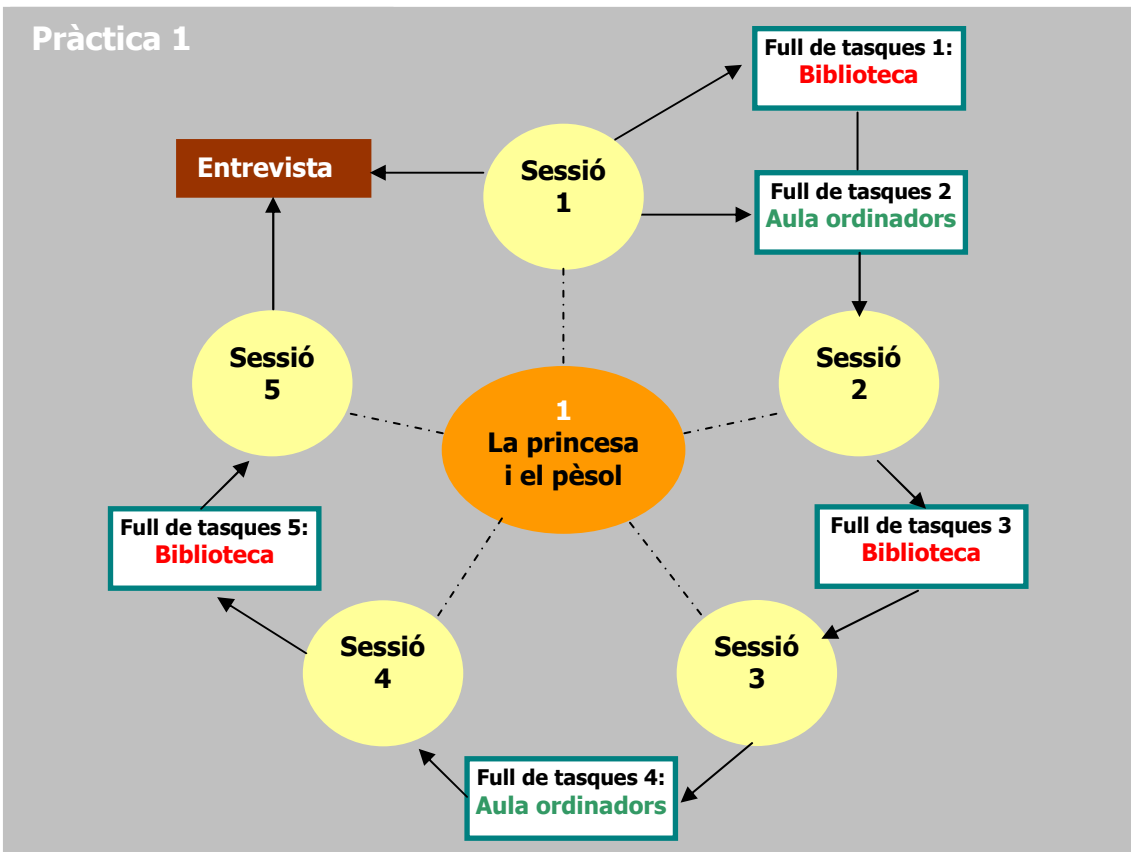 Pràctica 1
Full de tasques 1:
Biblioteca
Entrevista
Sessió
1
Full de tasques 2
Aula ordinadors
Sessió
5
Sessió
2
1
La princesa
i el pèsol
Full de tasques 5:
Biblioteca
Full de tasques 3
Biblioteca
Sessió
4
Sessió
3
Full de tasques 4:
Aula ordinadors